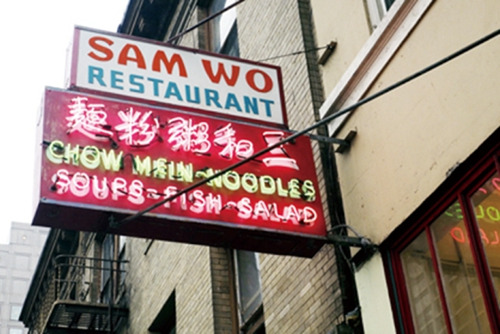 SAM WO
RESTAURANT
麵粉粥和三
CHOW MEIN-NOODLES
SOUPS-FISH-SALAD